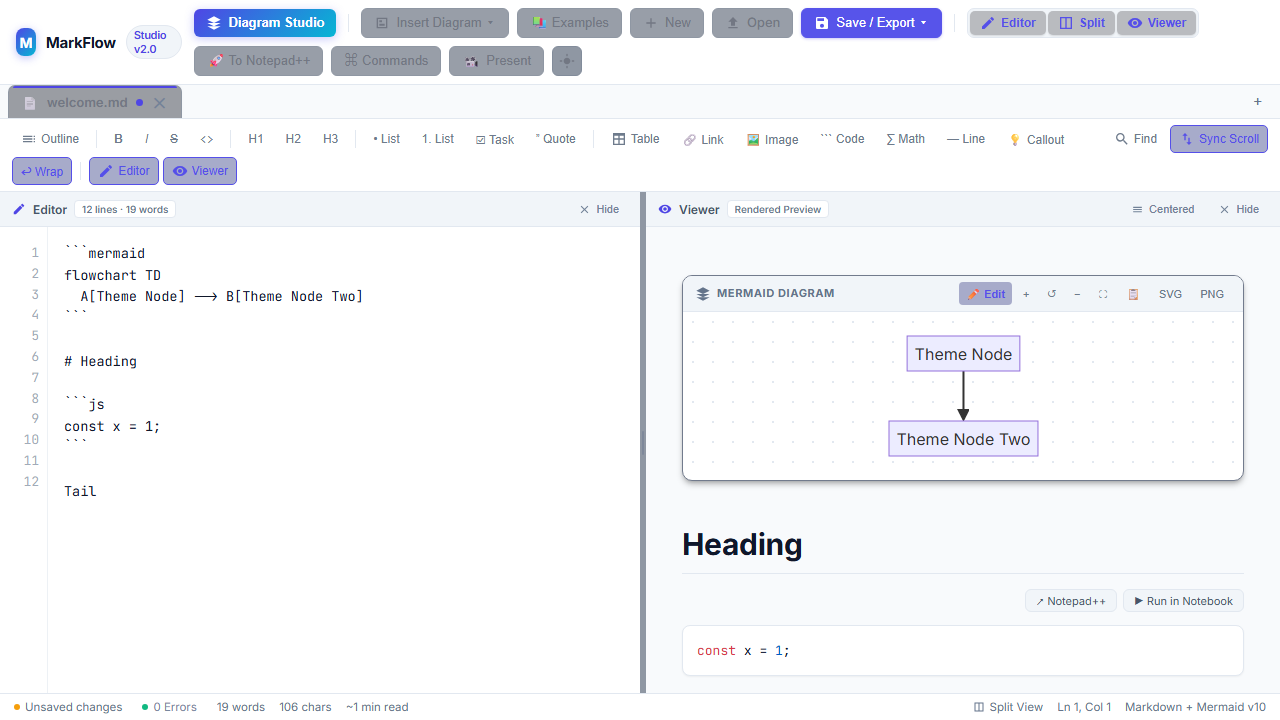 M MarkFlow Studio v2.0
Diagram Studio Insert Diagram Examples New Open Save / Export Editor Split Viewer
To Notepad++ ⌘ Commands Present
welcome.md
+
Outline B I S <> H1 H2 H3 • List 1. List ☑ Task " Quote Table Link Image ``` Code ∑ Math — Line Callout Find Sync Scroll
↩ Wrap Editor Viewer
Editor 12 lines · 19 words Hide
1 ```mermaid
2 flowchart TD
3   A[Theme Node] --> B[Theme Node Two]
4 ```
5
6 # Heading
7
8 ```js
9 const x = 1;
10 ```
11
12 Tail
Viewer Rendered Preview Centered Hide
MERMAID DIAGRAM Edit + ↺ − SVG PNG
Theme Node
Theme Node Two
Heading
↗ Notepad++ ▶ Run in Notebook
const x = 1;
Unsaved changes 0 Errors 19 words 106 chars ~1 min read Split View Ln 1, Col 1 Markdown + Mermaid v10